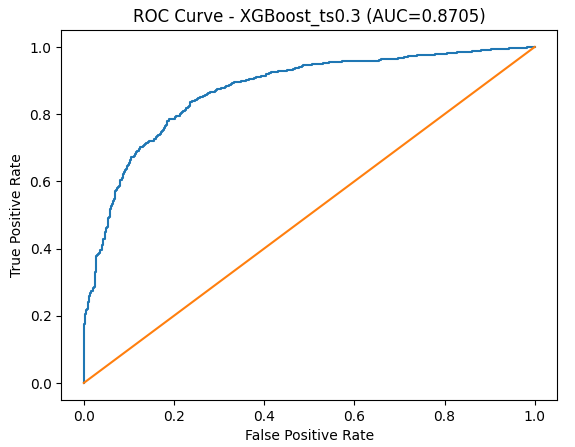 ROC Curve - XGBoost_ts0.3 (AUC=0.8705)
True Positive Rate
1.0
0.8
0.6
0.4
0.2
0.0
0.0 0.2 0.4 0.6 0.8 1.0
False Positive Rate